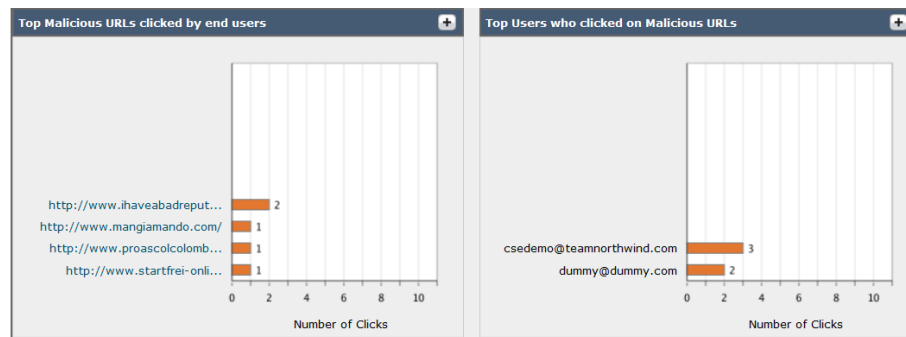 Top Malicious URLs clicked by end users
http://www.ihaveabadreput...
2
http://www.mangiamando.com/
1
http://www.proascolcolomb...
1
http://www.startfrei-onli...
1
0 2 4 6 8 10
Number of Clicks
Top Users who clicked on Malicious URLs
csedemo@teamnorthwind.com
3
dummy@dummy.com
2
0 2 4 6 8 10
Number of Clicks